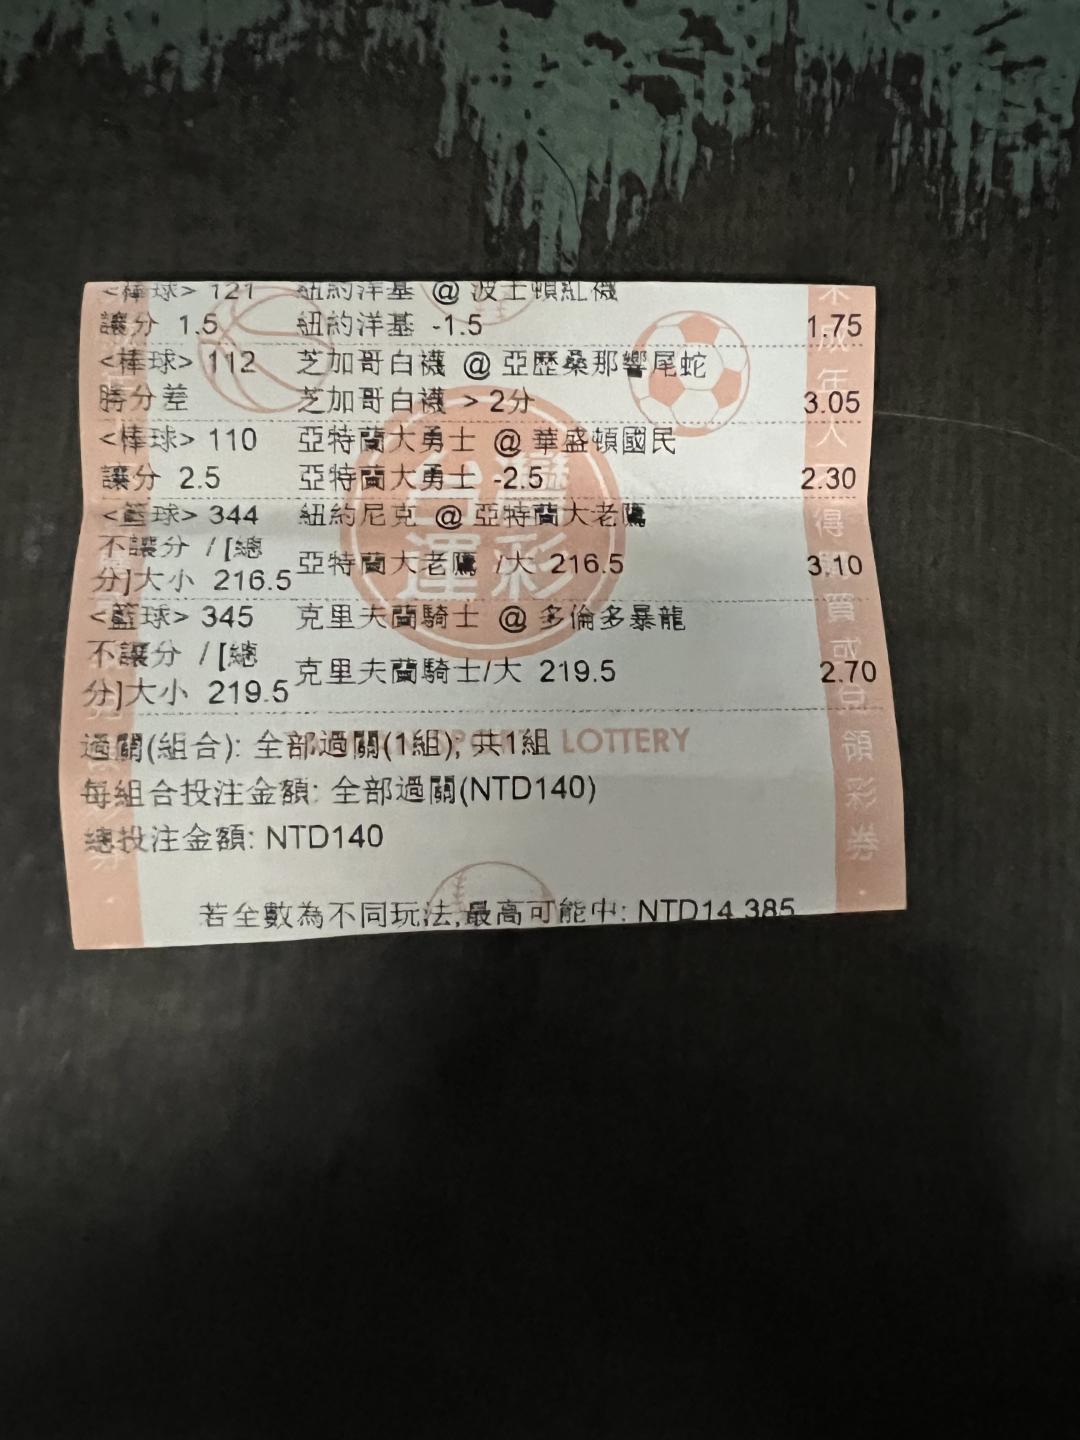 <棒球> 121 紐約洋基 @ 波士頓紅襪
讓分 1.5 紐約洋基 -1.5 1.75
<棒球> 112 芝加哥白襪 @ 亞歷桑那響尾蛇
勝分差 芝加哥白襪 > 2分 3.05
<棒球> 110 亞特蘭大勇士 @ 華盛頓國民
讓分 2.5 亞特蘭大勇士 -2.5 2.30
<籃球> 344 紐約尼克 @ 亞特蘭大老鷹
不讓分 / [總
分]大小 216.5 亞特蘭大老鷹 /大 216.5 3.10
<籃球> 345 克里夫蘭騎士 @ 多倫多暴龍
不讓分 / [總
分]大小 219.5 克里夫蘭騎士/大 219.5 2.70
過關(組合): 全部過關(1組), 共1組
每組合投注金額: 全部過關(NTD140)
總投注金額: NTD140
若全數為不同玩法,最高可能中: NTD14,385
台灣
運彩
LOTTERY